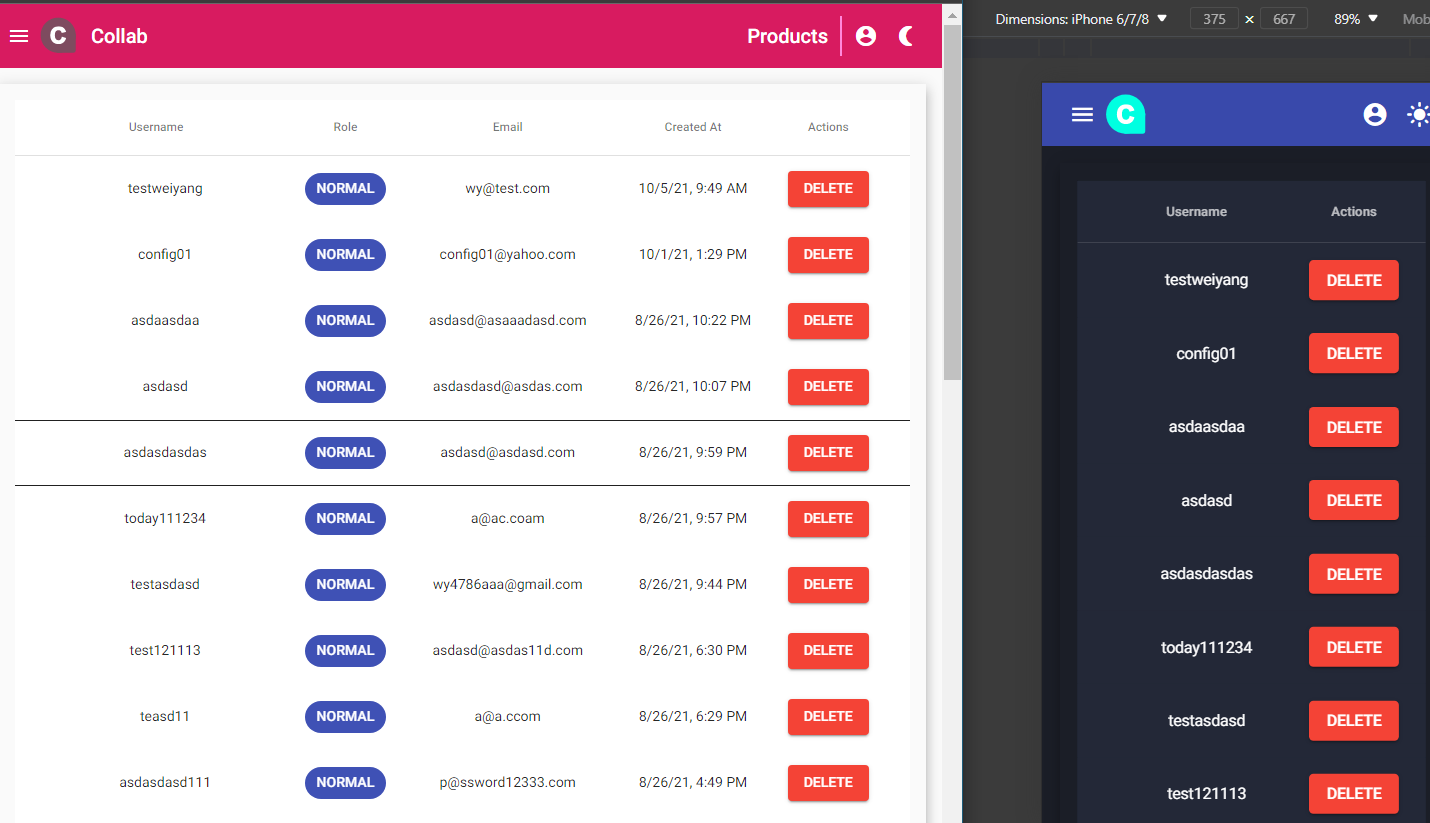 C Collab Products
Username Role Email Created At Actions
testweiyang NORMAL wy@test.com 10/5/21, 9:49 AM DELETE
config01 NORMAL config01@yahoo.com 10/1/21, 1:29 PM DELETE
asdaasdaa NORMAL asdasd@asaaadasd.com 8/26/21, 10:22 PM DELETE
asdasd NORMAL asdasdasd@asdas.com 8/26/21, 10:07 PM DELETE
asdasdasdas NORMAL asdasd@asdasd.com 8/26/21, 9:59 PM DELETE
today111234 NORMAL a@ac.coam 8/26/21, 9:57 PM DELETE
testasdasd NORMAL wy4786aaa@gmail.com 8/26/21, 9:44 PM DELETE
test121113 NORMAL asdasd@asdas11d.com 8/26/21, 6:30 PM DELETE
teasd11 NORMAL a@a.ccom 8/26/21, 6:29 PM DELETE
asdasdasd111 NORMAL p@ssword12333.com 8/26/21, 4:49 PM DELETE
Dimensions: iPhone 6/7/8 375 × 667 89% Mob
C
Username Actions
testweiyang DELETE
config01 DELETE
asdaasdaa DELETE
asdasd DELETE
asdasdasdas DELETE
today111234 DELETE
testasdasd DELETE
test121113 DELETE